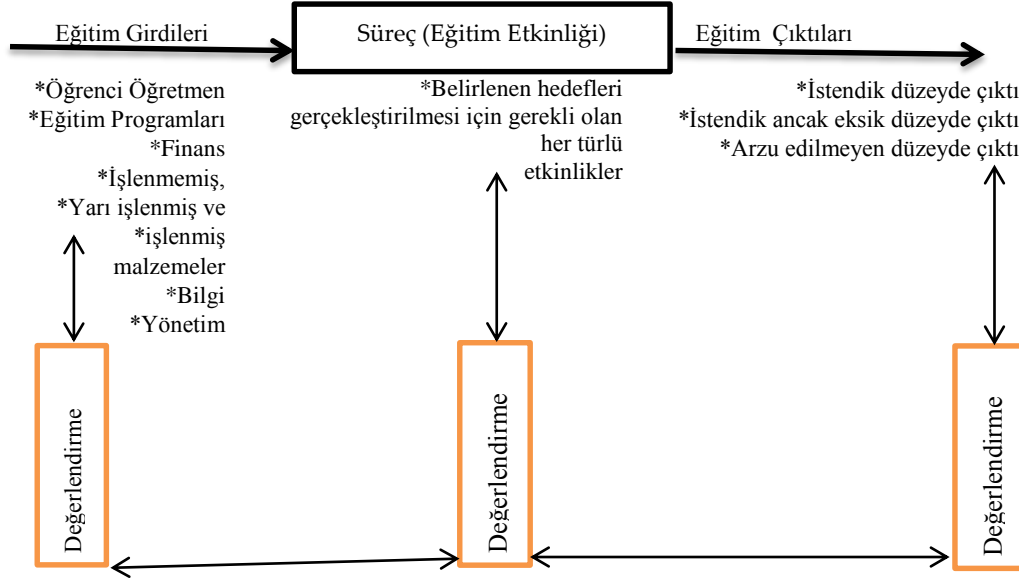 Eğitim Girdileri
Süreç (Eğitim Etkinliği)
Eğitim Çıktıları
*Öğrenci Öğretmen
*Eğitim Programları
*Finans
*İşlenmemiş,
*Yarı işlenmiş ve
*işlenmiş
malzemeler
*Bilgi
*Yönetim
*Belirlenen hedefleri
gerçekleştirilmesi için gerekli olan
her türlü
etkinlikler
*İstendik düzeyde çıktı
*İstendik ancak eksik düzeyde çıktı
*Arzu edilmeyen düzeyde çıktı
Değerlendirme
Değerlendirme
Değerlendirme